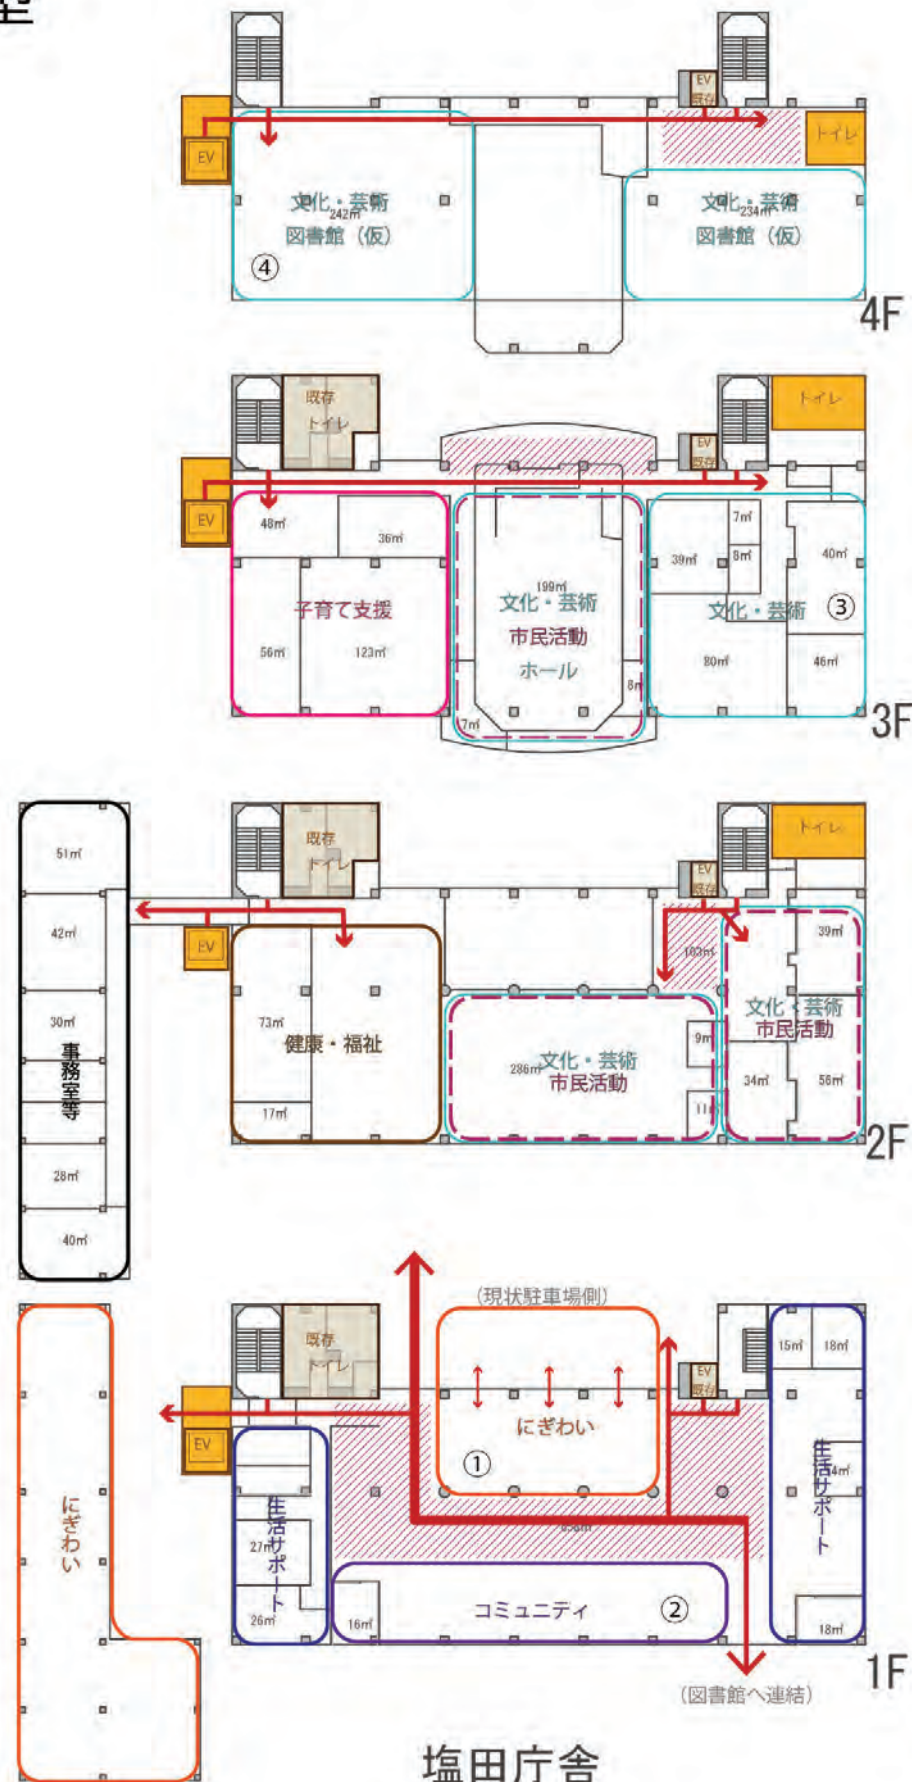 EV
既存
トイレ
EV
文化・芸術
242㎡
図書館（仮）
④
文化・芸術
234㎡
図書館（仮）
4F
既存
トイレ
トイレ
EV
既存
EV
48㎡
36㎡
7㎡
8㎡
39㎡
40㎡
199㎡
子育て支援
文化・芸術
市民活動
ホール
文化・芸術
③
56㎡
123㎡
80㎡
46㎡
8㎡
7㎡
3F
51㎡
既存
トイレ
トイレ
EV
既存
42㎡
EV
39㎡
73㎡
30㎡
事務室等
健康・福祉
文化・芸術
市民活動
286㎡
文化・芸術
市民活動
9㎡
34㎡
56㎡
17㎡
11㎡
2F
28㎡
40㎡
（現状駐車場側）
既存
トイレ
EV
既存
15㎡
18㎡
EV
にぎわい
①
にぎわい
生活サポート
生活サポート
27㎡
26㎡
16㎡
コミュニティ
②
18㎡
1F
（図書館へ連結）
塩田庁舎